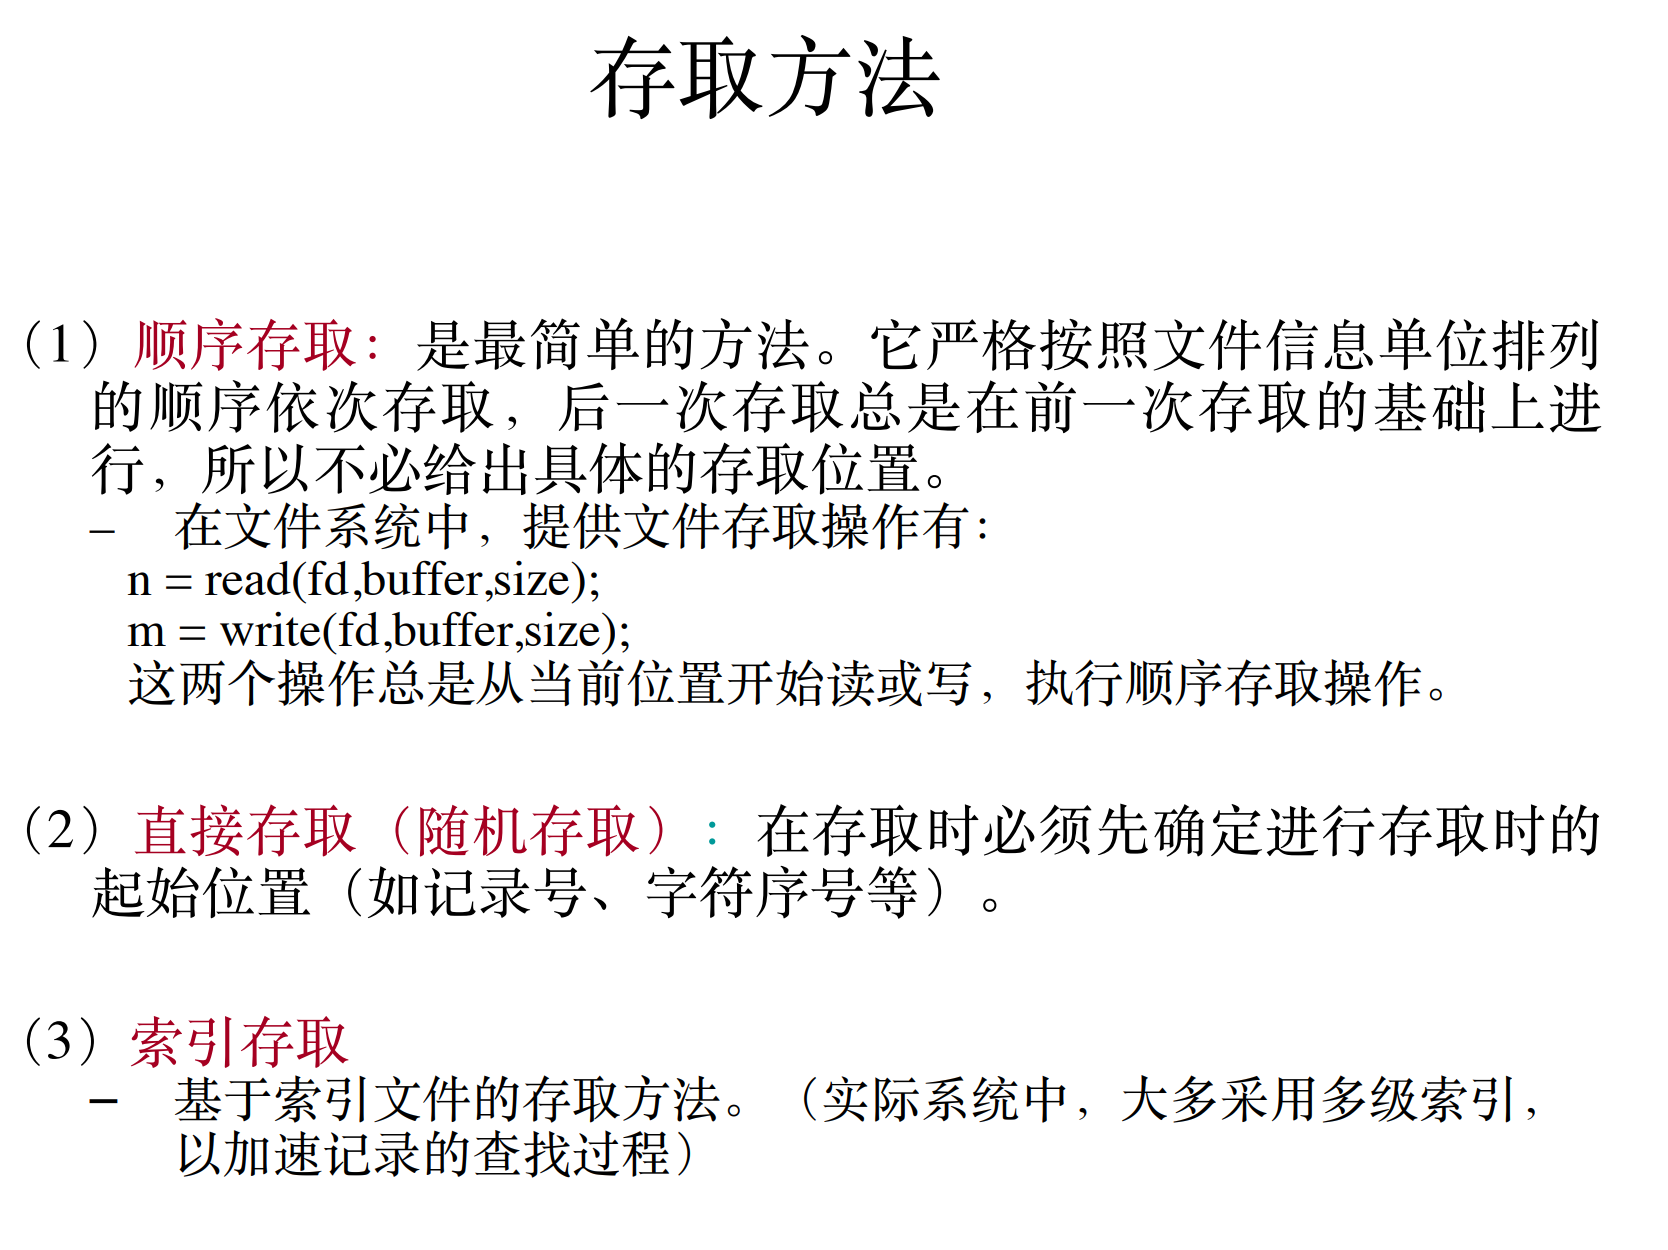 存取方法
（1）顺序存取：是最简单的方法。它严格按照文件信息单位排列
的顺序依次存取，后一次存取总是在前一次存取的基础上进
行，所以不必给出具体的存取位置。
– 在文件系统中，提供文件存取操作有：
n = read(fd,buffer,size);
m = write(fd,buffer,size);
这两个操作总是从当前位置开始读或写，执行顺序存取操作。
（2）直接存取（随机存取）：在存取时必须先确定进行存取时的
起始位置（如记录号、字符序号等）。
（3）索引存取
– 基于索引文件的存取方法。（实际系统中，大多采用多级索引，
以加速记录的查找过程）